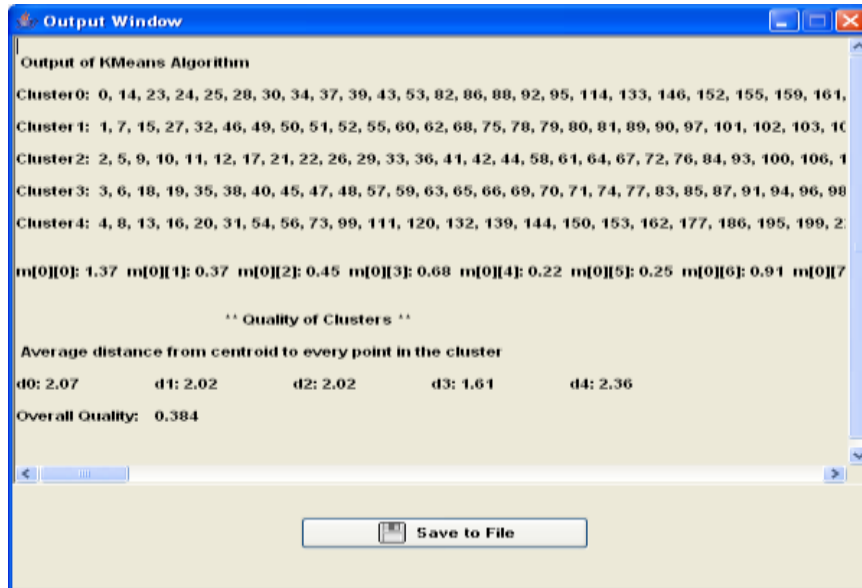 Output Window
Output of KMeans Algorithm
Cluster0: 0, 14, 23, 24, 25, 28, 30, 34, 37, 39, 43, 53, 82, 86, 88, 92, 95, 114, 133, 146, 152, 155, 159, 161,
Cluster1: 1, 7, 15, 27, 32, 46, 49, 50, 51, 52, 55, 60, 62, 68, 75, 78, 79, 80, 81, 89, 90, 97, 101, 102, 103,
Cluster2: 2, 5, 9, 10, 11, 12, 17, 21, 22, 26, 29, 33, 36, 41, 42, 44, 58, 61, 64, 67, 72, 76, 84, 93, 100, 106, 1
Cluster3: 3, 6, 18, 19, 35, 38, 40, 45, 47, 48, 57, 59, 63, 65, 66, 69, 70, 71, 74, 77, 83, 85, 87, 91, 94, 96, 98
Cluster4: 4, 8, 13, 16, 20, 31, 54, 56, 73, 99, 111, 120, 132, 139, 144, 150, 153, 162, 177, 186, 195, 199, 2
m[0][0]: 1.37 m[0][1]: 0.37 m[0][2]: 0.45 m[0][3]: 0.68 m[0][4]: 0.22 m[0][5]: 0.25 m[0][6]: 0.91 m[0][7
** Quality of Clusters **
Average distance from centroid to every point in the cluster
d0: 2.07 d1: 2.02 d2: 2.02 d3: 1.61 d4: 2.36
Overall Quality: 0.384
Save to File